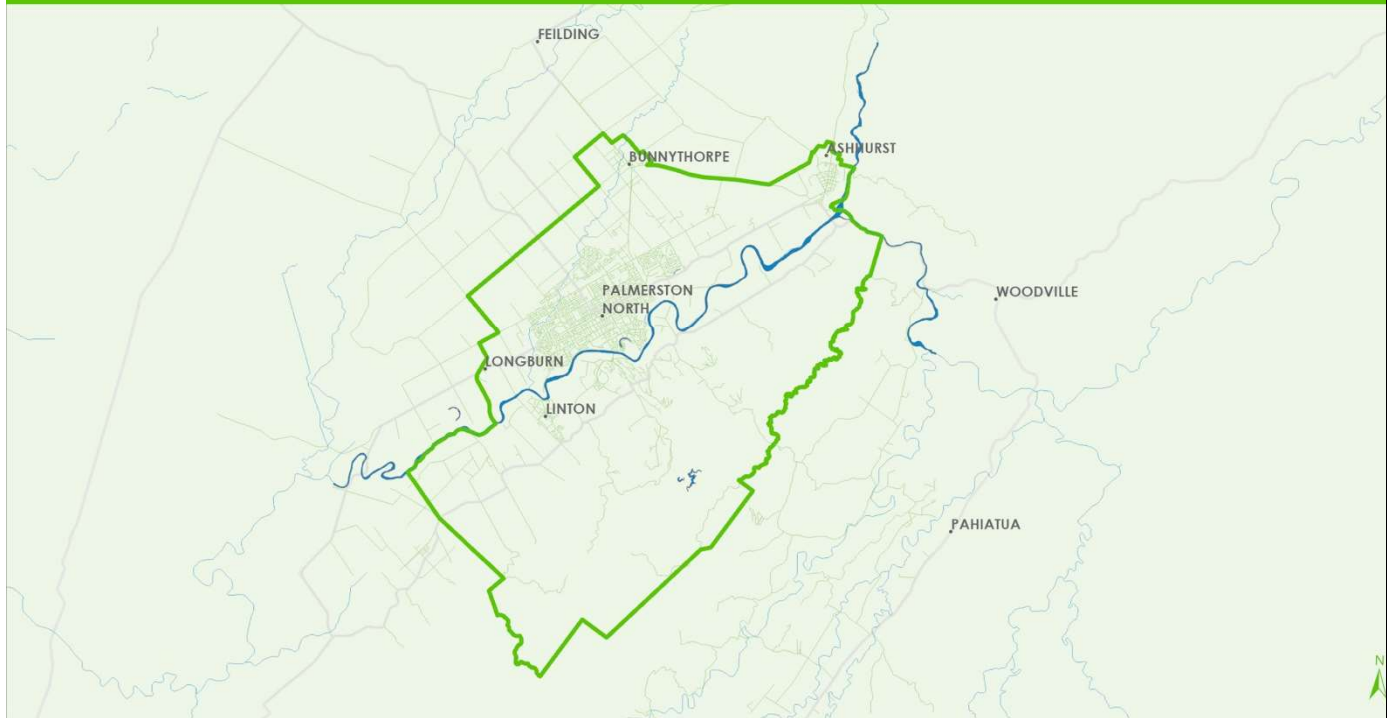 FEILDING
ASHHURST
BUNNYTHORPE
PALMERSTON
NORTH
WOODVILLE
LONGBURN
LINTON
PAHIATUA
N